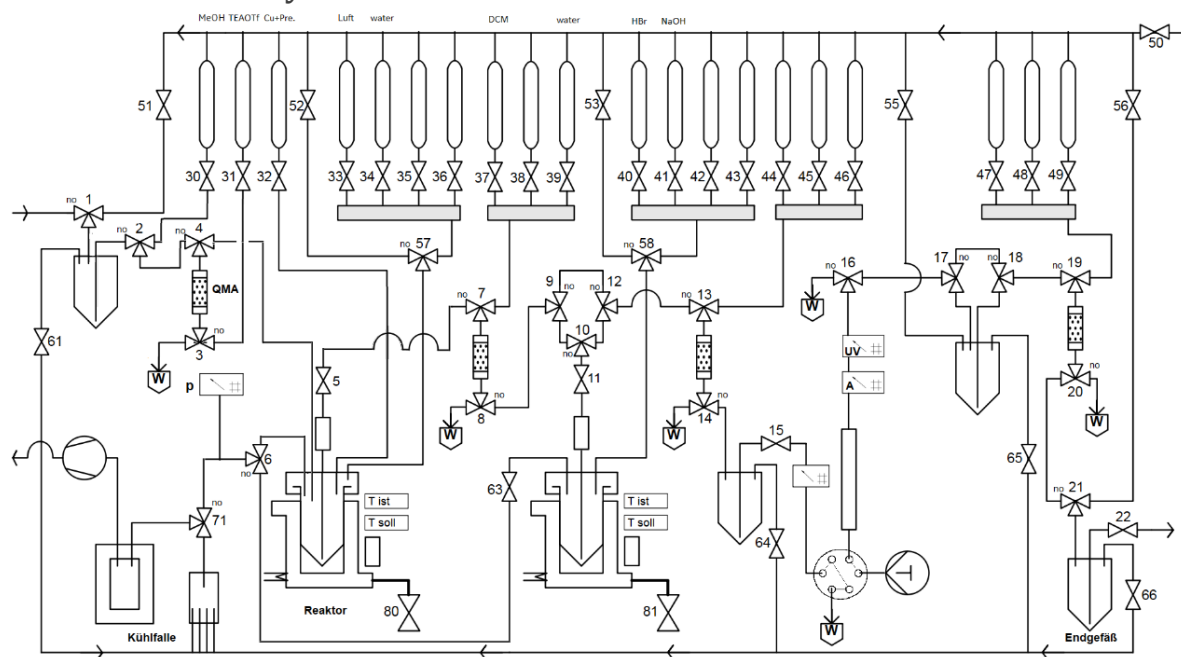 MeOH TEAOTf Cu+Pre. Luft water DCM water HBr NaOH
50
51 52 53 55 56
30 31 32 33 34 35 36 37 38 39 40 41 42 43 44 45 46 47 48 49
no 1
no 2 no 4 57 no 58 no
17 no no 18 no 19
no 16
9 no no 12
no 7 no 13
QMA
10
no
61 3 no
5 11
UV
A
W W W W W W
8 no 14 no 20 no
p
15
no 21
22
6 no
63 64 65 66
T ist T ist
T soll T soll
no 71
80 81
Kühlfalle Reaktor Endgefäß